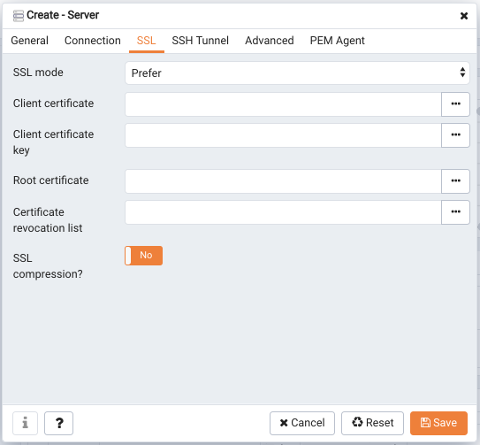 Create - Server
General Connection SSL SSH Tunnel Advanced PEM Agent
SSL mode
Prefer
Client certificate
Client certificate
key
Root certificate
Certificate
revocation list
SSL
compression?
No
i ? Cancel Reset Save